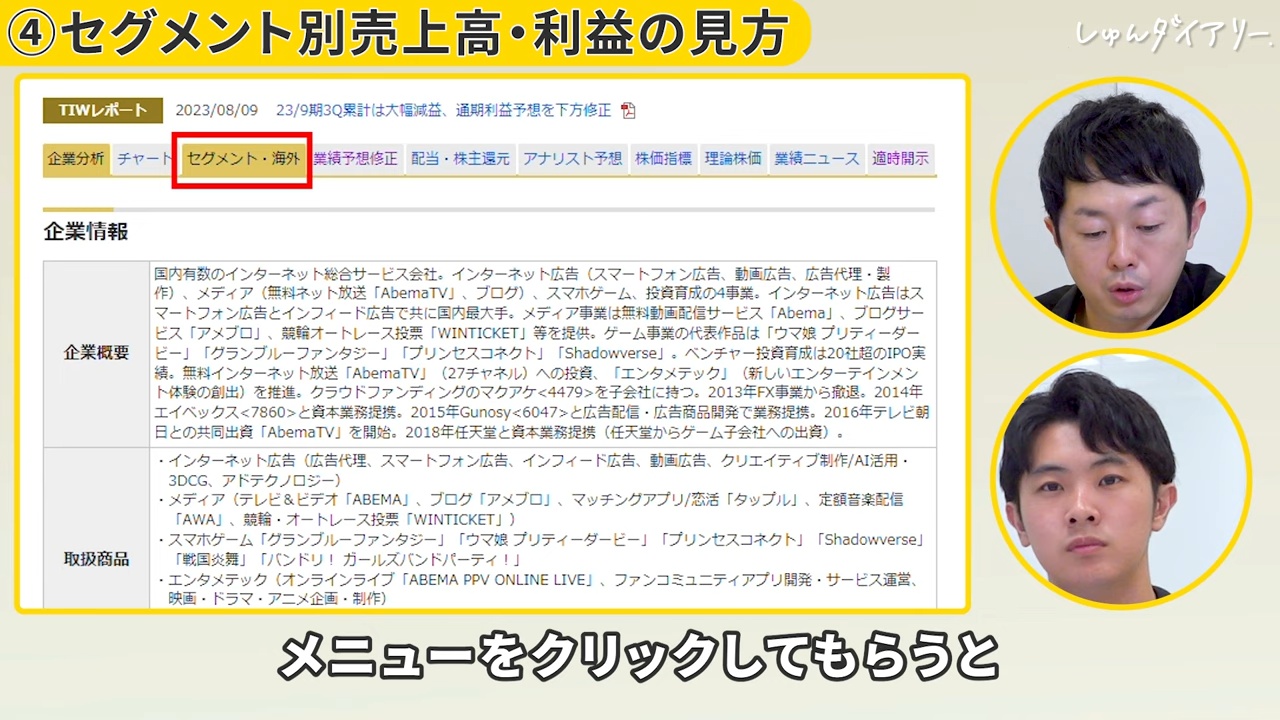 ④セグメント別売上高・利益の見方
しゅんダイアリー.
TIWレポート 2023/08/09 23/9期3Q累計は大幅減益、通期利益予想を下方修正
企業分析 チャート セグメント・海外 業績予想修正 配当・株主還元 アナリスト予想 株価指標 理論株価 業績ニュース 適時開示
企業情報
企業概要
国内有数のインターネット総合サービス会社。インターネット広告（スマートフォン広告、動画広告、広告代理・製
作）、メディア（無料ネット放送「AbemaTV」、ブログ）、スマホゲーム、投資育成の4事業。インターネット広告はス
マートフォン広告とインフィード広告で共に国内最大手。メディア事業は無料動画配信サービス「Abema」、ブログサー
ビス「アメブロ」、競輪オートレース投票「WINTICKET」等を提供。ゲーム事業の代表作品は「ウマ娘 プリティーダー
ビー」「グランブルーファンタジー」「プリンセスコネクト」「Shadowverse」。ベンチャー投資育成は20社超のIPO実
績。無料インターネット放送「AbemaTV」（27チャネル）への投資、「エンタメテック」（新しいエンターテインメン
ト体験の創出）を推進。クラウドファンディングのマクアケ<4479>を子会社に持つ。2013年FX事業から撤退。2014年
エイベックス<7860>と資本業務提携。2015年Gunosy<6047>と広告配信・広告商品開発で業務提携。2016年テレビ朝
日との共同出資「AbemaTV」を開始。2018年任天堂と資本業務提携（任天堂からゲーム子会社への出資）。
取扱商品
・インターネット広告（広告代理、スマートフォン広告、インフィード広告、動画広告、クリエイティブ制作/AI活用・
3DCG、アドテクノロジー）
・メディア（テレビ＆ビデオ「ABEMA」、ブログ「アメブロ」、マッチングアプリ/恋活「タップル」、定額音楽配信
「AWA」、競輪・オートレース投票「WINTICKET」）
・スマホゲーム「グランブルーファンタジー」「ウマ娘 プリティーダービー」「プリンセスコネクト」「Shadowverse」
「戦国炎舞」「バンドリ！ ガールズバンドパーティ！」
・エンタメテック（オンラインライブ「ABEMA PPV ONLINE LIVE」、ファンコミュニティアプリ開発・サービス運営、
映画・ドラマ・アニメ企画・制作）
メニューをクリックしてもらうと